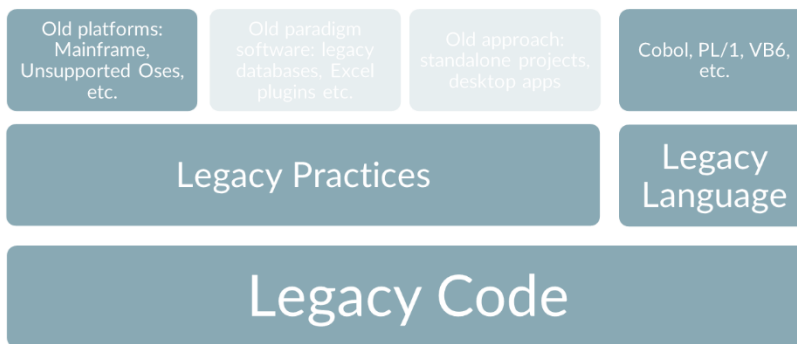 Old platforms:
Mainframe,
Unsupported Oses,
etc.
Old paradigm
software: legacy
databases, Excel
plugins etc.
Old approach:
standalone projects,
desktop apps
Cobol, PL/1, VB6,
etc.
Legacy Practices
Legacy
Language
Legacy Code